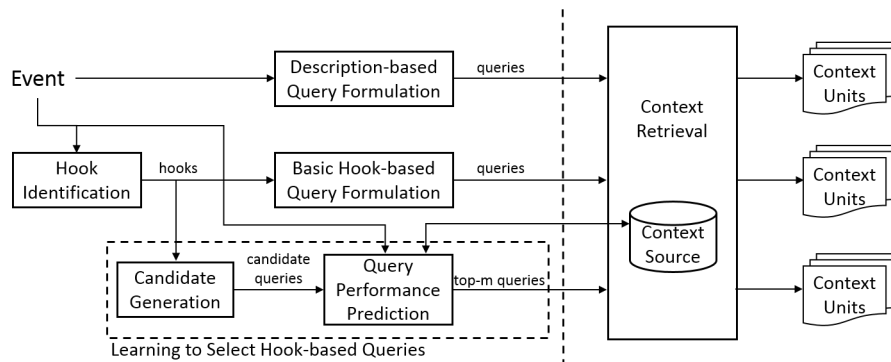 Event
Description-based
Query Formulation
queries
Context
Retrieval
Context
Units
Hook
Identification
hooks
Basic Hook-based
Query Formulation
queries
Context
Units
Context
Source
Candidate
Generation
candidate
queries
Query
Performance
Prediction
top-m queries
Context
Units
Learning to Select Hook-based Queries